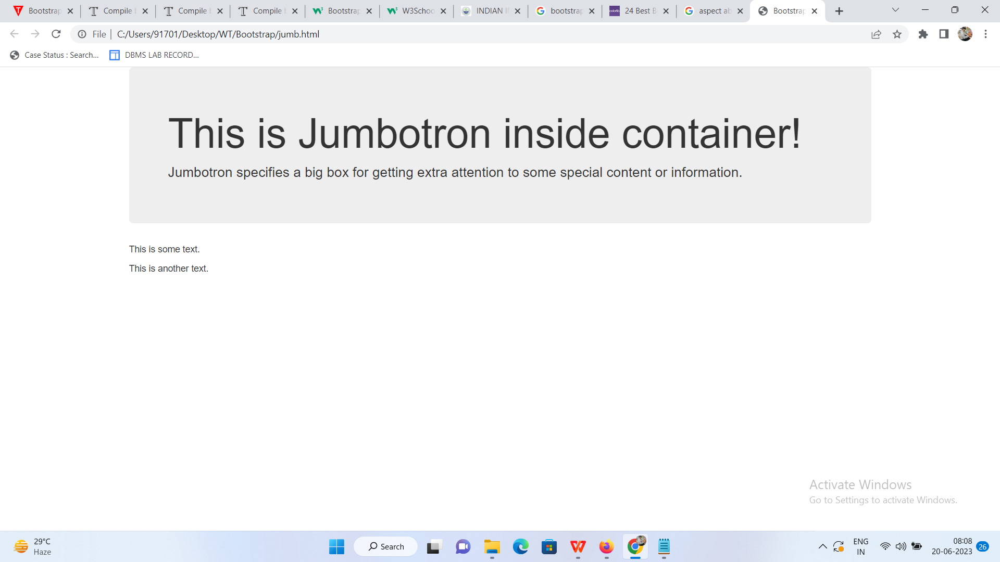 Bootstrap
Compile
Compile
Compile
Bootstrap
W3Schoo
INDIAN
bootstrap
24 Best B
aspect ab
Bootstrap
File | C:/Users/91701/Desktop/WT/Bootstrap/jumb.html
Case Status : Search...
DBMS LAB RECORD...
This is Jumbotron inside container!
Jumbotron specifies a big box for getting extra attention to some special content or information.
This is some text.
This is another text.
Activate Windows
Go to Settings to activate Windows.
29°C
Haze
Search
ENG
IN
08:08
20-06-2023
26